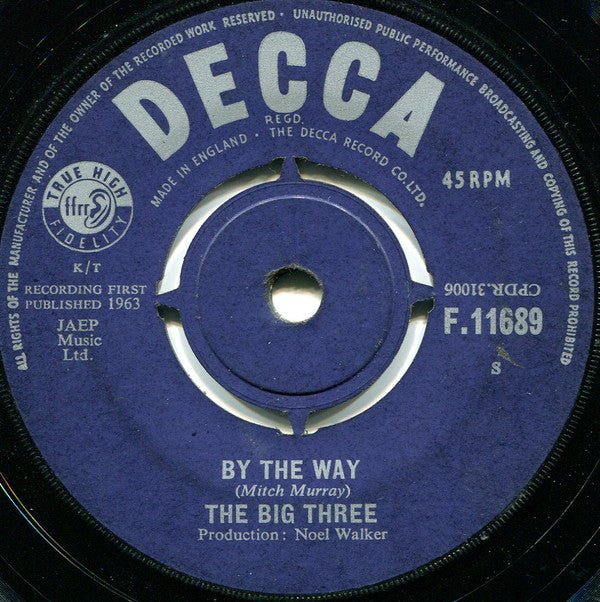 ALL RIGHTS OF THE MANUFACTURER AND OF THE OWNER OF THE RECORDED WORK RESERVED · UNAUTHORISED PUBLIC PERFORMANCE BROADCASTING AND COPYING OF THIS RECORD PROHIBITED
DECCA
REGD.
MADE IN ENGLAND · THE DECCA RECORD CO. LTD.
TRUE HIGH
ffrr
FIDELITY
K/T
RECORDING FIRST
PUBLISHED 1963
JAEP
Music
Ltd.
45 RPM
CPDR.31006
F.11689
S
BY THE WAY
(Mitch Murray)
THE BIG THREE
Production: Noel Walker